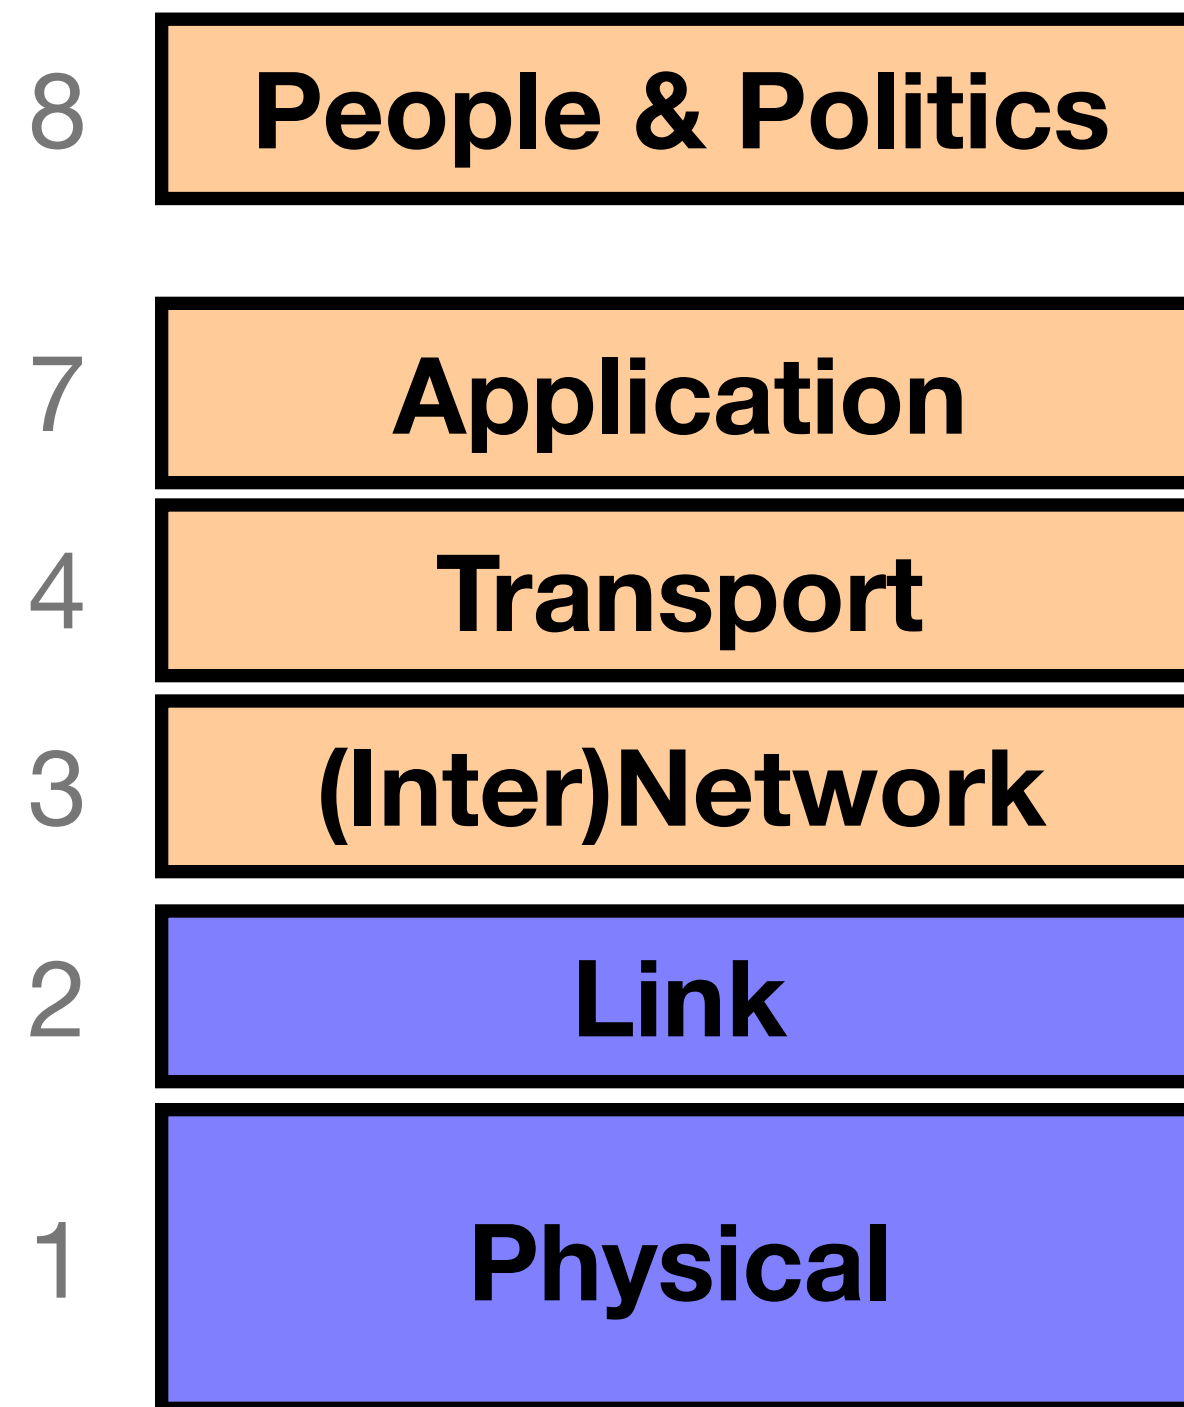 8 People & Politics
7 Application
4 Transport
3 (Inter)Network
2 Link
1 Physical